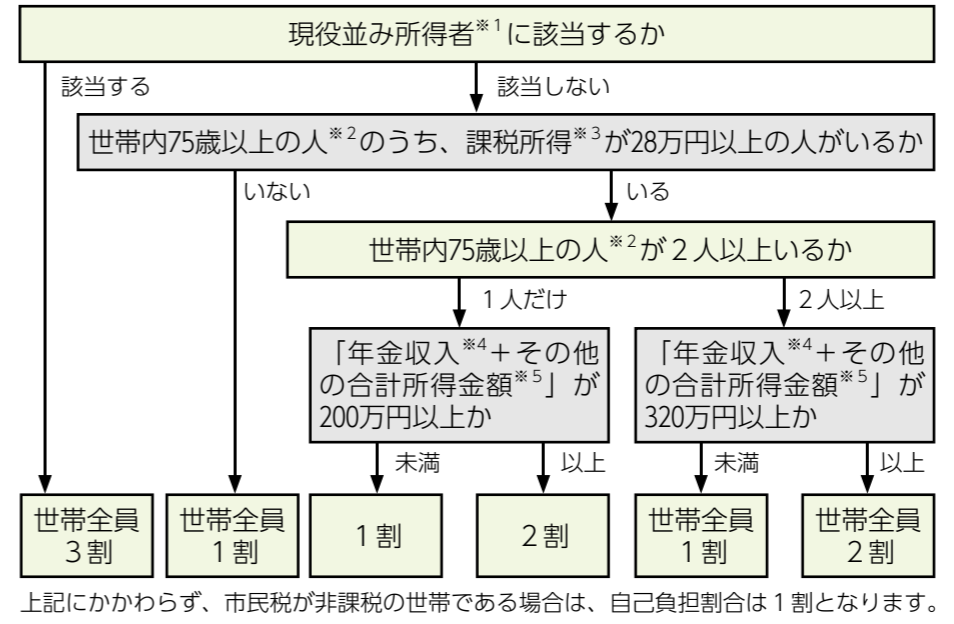 現役並み所得者※1に該当するか
該当する
該当しない
世帯内75歳以上の人※2のうち、課税所得※3が28万円以上の人がいるか
いない
いる
世帯内75歳以上の人※2が２人以上いるか
１人だけ
２人以上
「年金収入※4＋その他
の合計所得金額※5」が
200万円以上か
「年金収入※4＋その他
の合計所得金額※5」が
320万円以上か
未満
以上
未満
以上
世帯全員
３割
世帯全員
１割
１割
２割
世帯全員
１割
世帯全員
２割
上記にかかわらず、市民税が非課税の世帯である場合は、自己負担割合は１割となります。